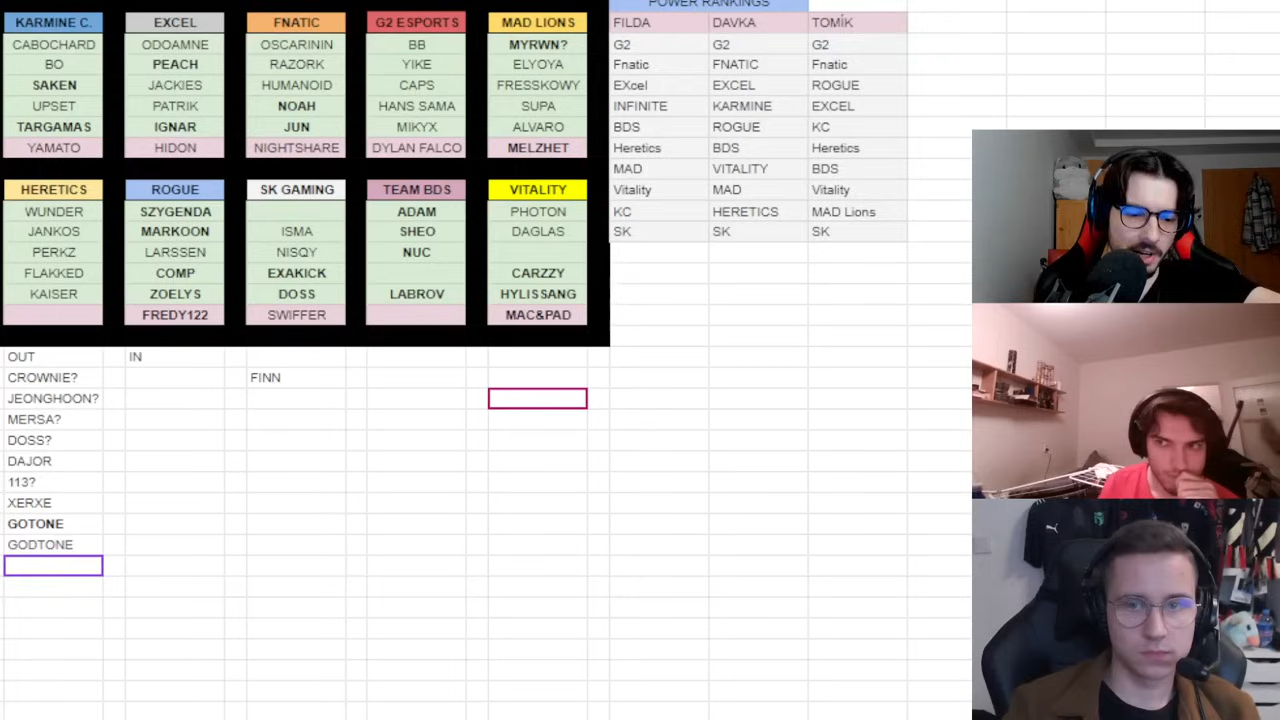 POWER RANKINGS
KARMINE C. EXCEL FNATIC G2 ESPORTS MAD LIONS FILDA DAVKA TOMÍK
CABOCHARD ODOAMNE OSCARININ BB MYRWN? G2 G2 G2
BO PEACH RAZORK YIKE ELYOYA Fnatic FNATIC Fnatic
SAKEN JACKIES HUMANOID CAPS FRESSKOWY EXcel EXCEL ROGUE
UPSET PATRIK NOAH HANS SAMA SUPA INFINITE KARMINE EXCEL
TARGAMAS IGNAR JUN MIKYX ALVARO BDS ROGUE KC
YAMATO HIDON NIGHTSHARE DYLAN FALCO MELZHET Heretics BDS Heretics
MAD VITALITY BDS
HERETICS ROGUE SK GAMING TEAM BDS VITALITY Vitality MAD Vitality
WUNDER SZYGENDA ADAM PHOTON KC HERETICS MAD Lions
JANKOS MARKOON ISMA SHEO DAGLAS SK SK SK
PERKZ LARSSEN NISQY NUC
FLAKKED COMP EXAKICK CARZZY
KAISER ZOELYS DOSS LABROV HYLISSANG
FREDY122 SWIFFER MAC&PAD
OUT IN
CROWNIE? FINN
JEONGHOON?
MERSA?
DOSS?
DAJOR
113?
XERXE
GOTONE
GODTONE